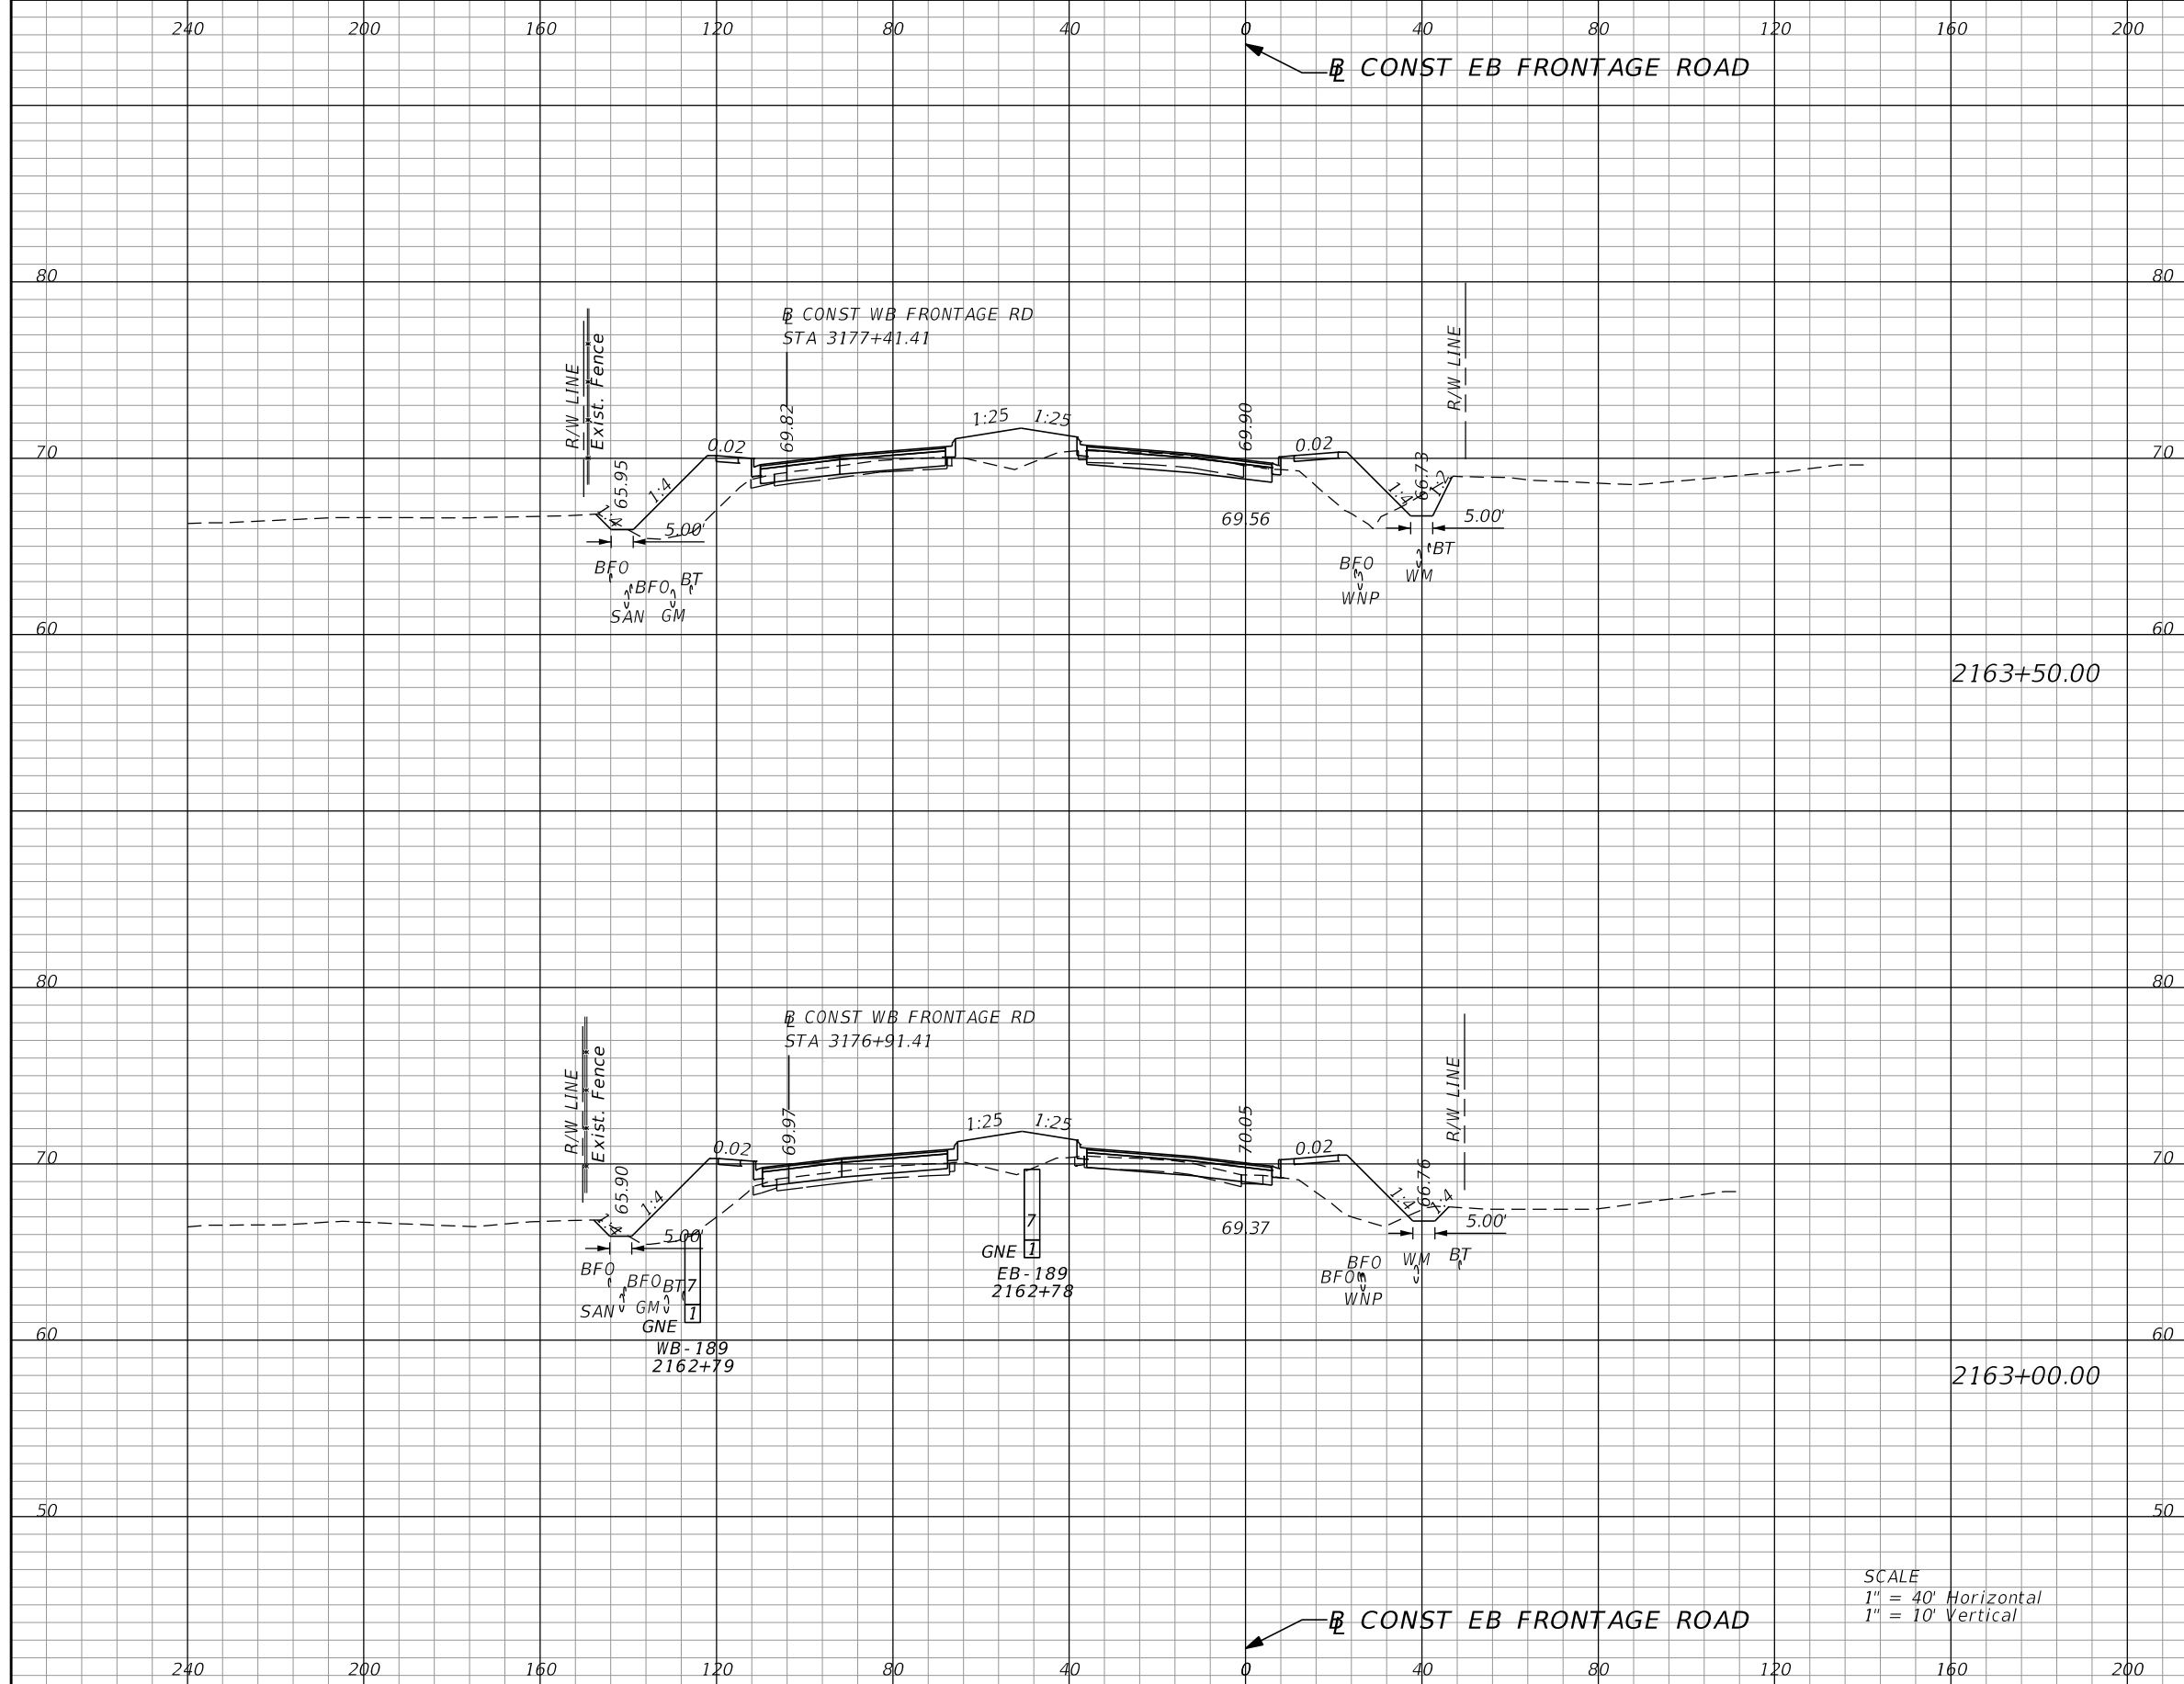 240 200 160 120 80 40 0 40 80 120 160 200
BL CONST EB FRONTAGE ROAD
80 80
BL CONST WB FRONTAGE RD
STA 3177+41.41
R/W LINE
Exist. Fence
R/W LINE
69.82
69.90
1:25 1:25
0.02 0.02
70 70
65.95
1:4
1:4
66.73
1:2
5.00'
69.56
5.00'
BFO
BFO BT
SAN GM
BFO
WNP
BT
WM
60 60
2163+50.00
80 80
BL CONST WB FRONTAGE RD
STA 3176+91.41
R/W LINE
Exist. Fence
R/W LINE
69.97
70.05
1:25 1:25
0.02 0.02
70 70
65.90
1:4
1:4
1:4
66.76
1:4
5.00'
69.37
5.00'
7
GNE 1
EB-189
2162+78
BFO
BFO BT 7
SAN GM 1
GNE
WB-189
2162+79
BFO
BFO
WNP
WM BT
60 60
2163+00.00
50 50
SCALE
1" = 40' Horizontal
1" = 10' Vertical
BL CONST EB FRONTAGE ROAD
240 200 160 120 80 40 0 40 80 120 160 200